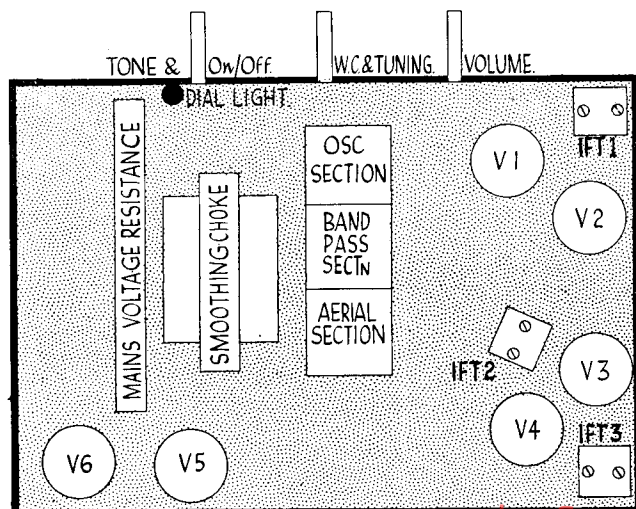 TONE & On/Off. W.C.&TUNING. VOLUME.
DIAL LIGHT
MAINS VOLTAGE RESISTANCE
SMOOTHING CHOKE
OSC
SECTION
BAND
PASS
SECTN
AERIAL
SECTION
V1
IFT1
V2
IFT2
V3
V4
IFT3
V6
V5